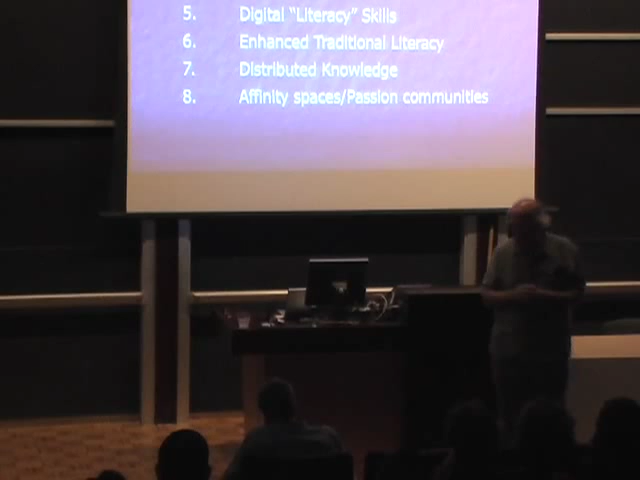 5. Digital “Literacy” Skills
6. Enhanced Traditional Literacy
7. Distributed Knowledge
8. Affinity spaces/Passion communities